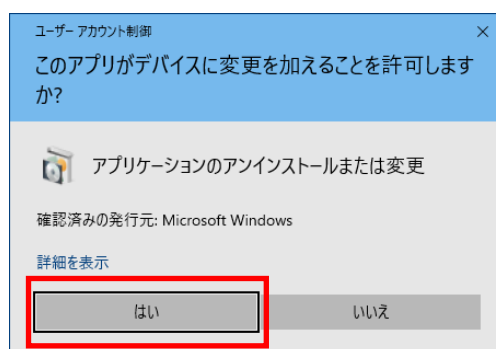 ユーザー アカウント制御
×
このアプリがデバイスに変更を加えることを許可します
か?
アプリケーションのアンインストールまたは変更
確認済みの発行元: Microsoft Windows
詳細を表示
はい
いいえ